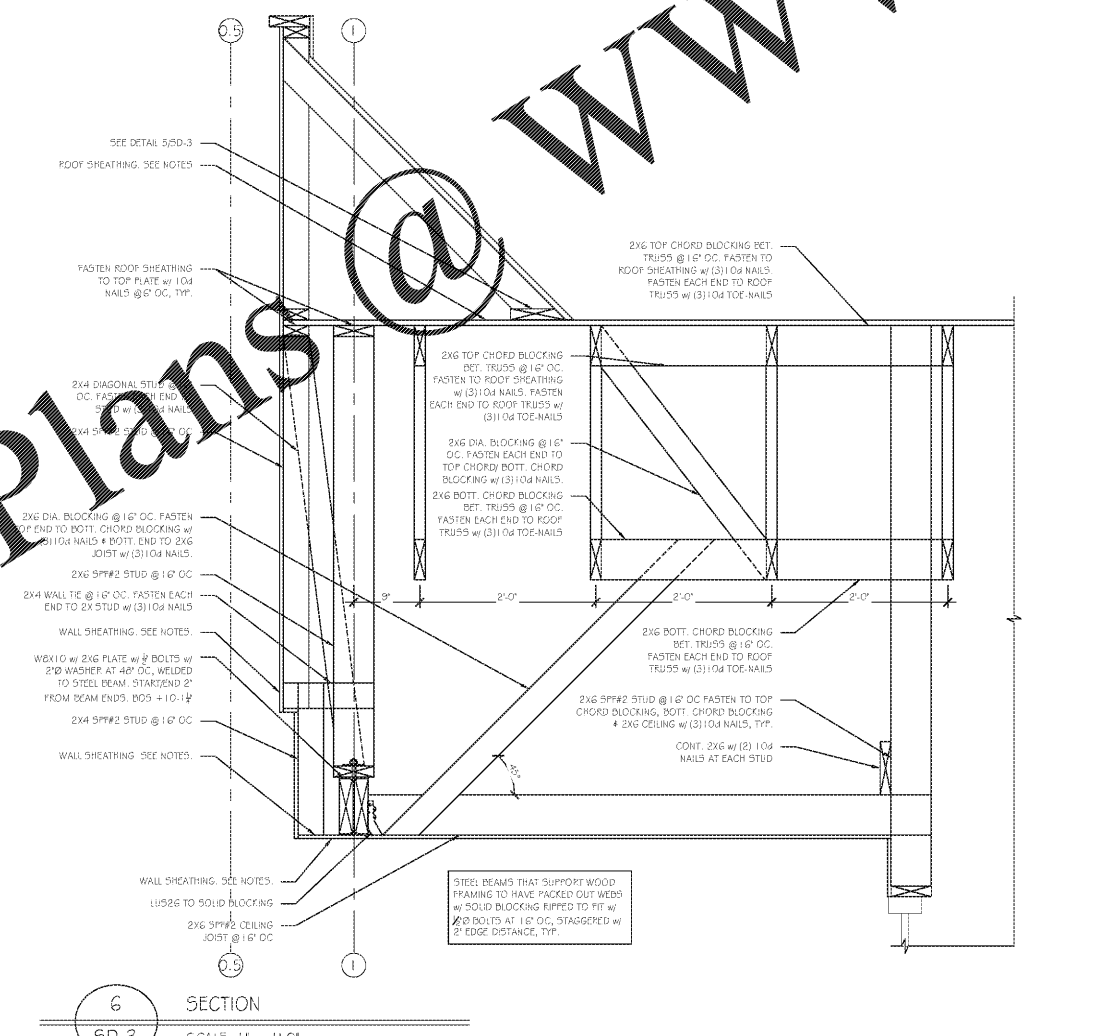 0.5
1
SEE DETAIL 5/SD-3
ROOF SHEATHING. SEE NOTES
FASTEN ROOF SHEATHING
TO TOP PLATE w/ 10d
NAILS @ 6" OC, TYP.
2X4 DIAGONAL STUD @
OC. FASTEN EACH END
STUD w/ NAILS
2X4 SPF#2 STUD @ OC
2X6 DIA. BLOCKING @ 16" OC. FASTEN
TOP END TO BOTT. CHORD BLOCKING w/
(3)10d NAILS & BOTT. END TO 2X6
JOIST w/ (3)10d NAILS.
2X6 SPF#2 STUD @ 16" OC
2X4 WALL TIE @ 16" OC. FASTEN EACH
END TO 2X STUD w/ (3)10d NAILS
WALL SHEATHING. SEE NOTES.
W8X10 w/ 2X6 PLATE w/ BOLTS w/
2"Ø WASHER AT 48" OC, WELDED
TO STEEL BEAM. START/END 2"
FROM BEAM ENDS. BOS +10-1
2X4 SPF#2 STUD @ 16" OC
WALL SHEATHING. SEE NOTES.
WALL SHEATHING. SEE NOTES.
LUS26 TO SOLID BLOCKING
2X6 SPF#2 CEILING
JOIST @ 16" OC
2X6 TOP CHORD BLOCKING BET.
TRUSS @ 16" OC. FASTEN TO
ROOF SHEATHING w/ (3)10d NAILS.
FASTEN EACH END TO ROOF
TRUSS w/ (3)10d TOE-NAILS
2X6 TOP CHORD BLOCKING
BET. TRUSS @ 16" OC.
FASTEN TO ROOF SHEATHING
w/ (3)10d NAILS. FASTEN
EACH END TO ROOF TRUSS w/
(3)10d TOE-NAILS
2X6 DIA. BLOCKING @ 16"
OC. FASTEN EACH END TO
TOP CHORD/ BOTT. CHORD
BLOCKING w/ (3)10d NAILS.
2X6 BOTT. CHORD BLOCKING
BET. TRUSS @ 16" OC.
FASTEN EACH END TO ROOF
TRUSS w/ (3)10d TOE-NAILS
9" 2'-0" 2'-0" 2'-0"
2X6 BOTT. CHORD BLOCKING
BET. TRUSS @ 16" OC.
FASTEN EACH END TO ROOF
TRUSS w/ (3)10d TOE-NAILS
2X6 SPF#2 STUD @ 16" OC FASTEN TO TOP
CHORD BLOCKING, BOTT. CHORD BLOCKING
& 2X6 CEILING w/ (3)10d NAILS, TYP.
CONT. 2X6 w/ (2) 10d
NAILS AT EACH STUD
45°
STEEL BEAMS THAT SUPPORT WOOD
FRAMING TO HAVE PACKED OUT WEBS
w/ SOLID BLOCKING RIPPED TO FIT w/
Ø BOLTS AT 16" OC, STAGGERED w/
2" EDGE DISTANCE, TYP.
0.5
1
6
SECTION
Plans @ WW